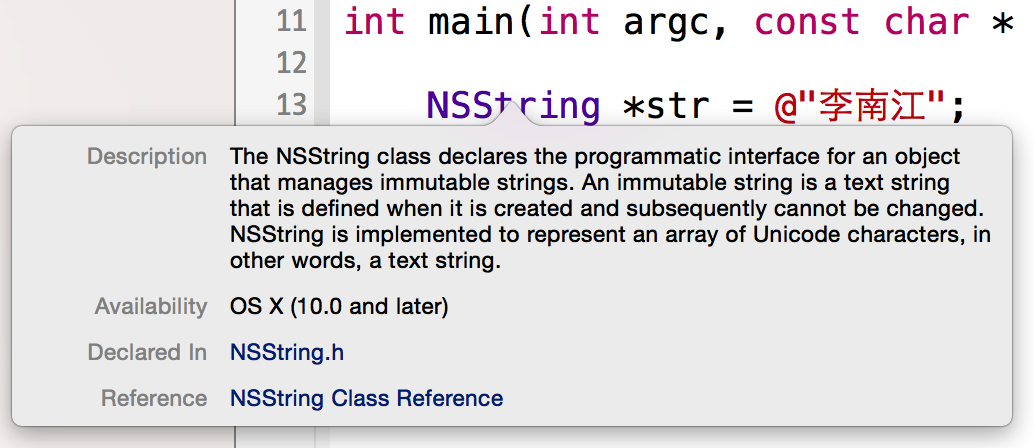 11 int main(int argc, const char *
12
13 NSString *str = @"李南江";
Description The NSString class declares the programmatic interface for an object
that manages immutable strings. An immutable string is a text string
that is defined when it is created and subsequently cannot be changed.
NSString is implemented to represent an array of Unicode characters, in
other words, a text string.
Availability OS X (10.0 and later)
Declared In NSString.h
Reference NSString Class Reference